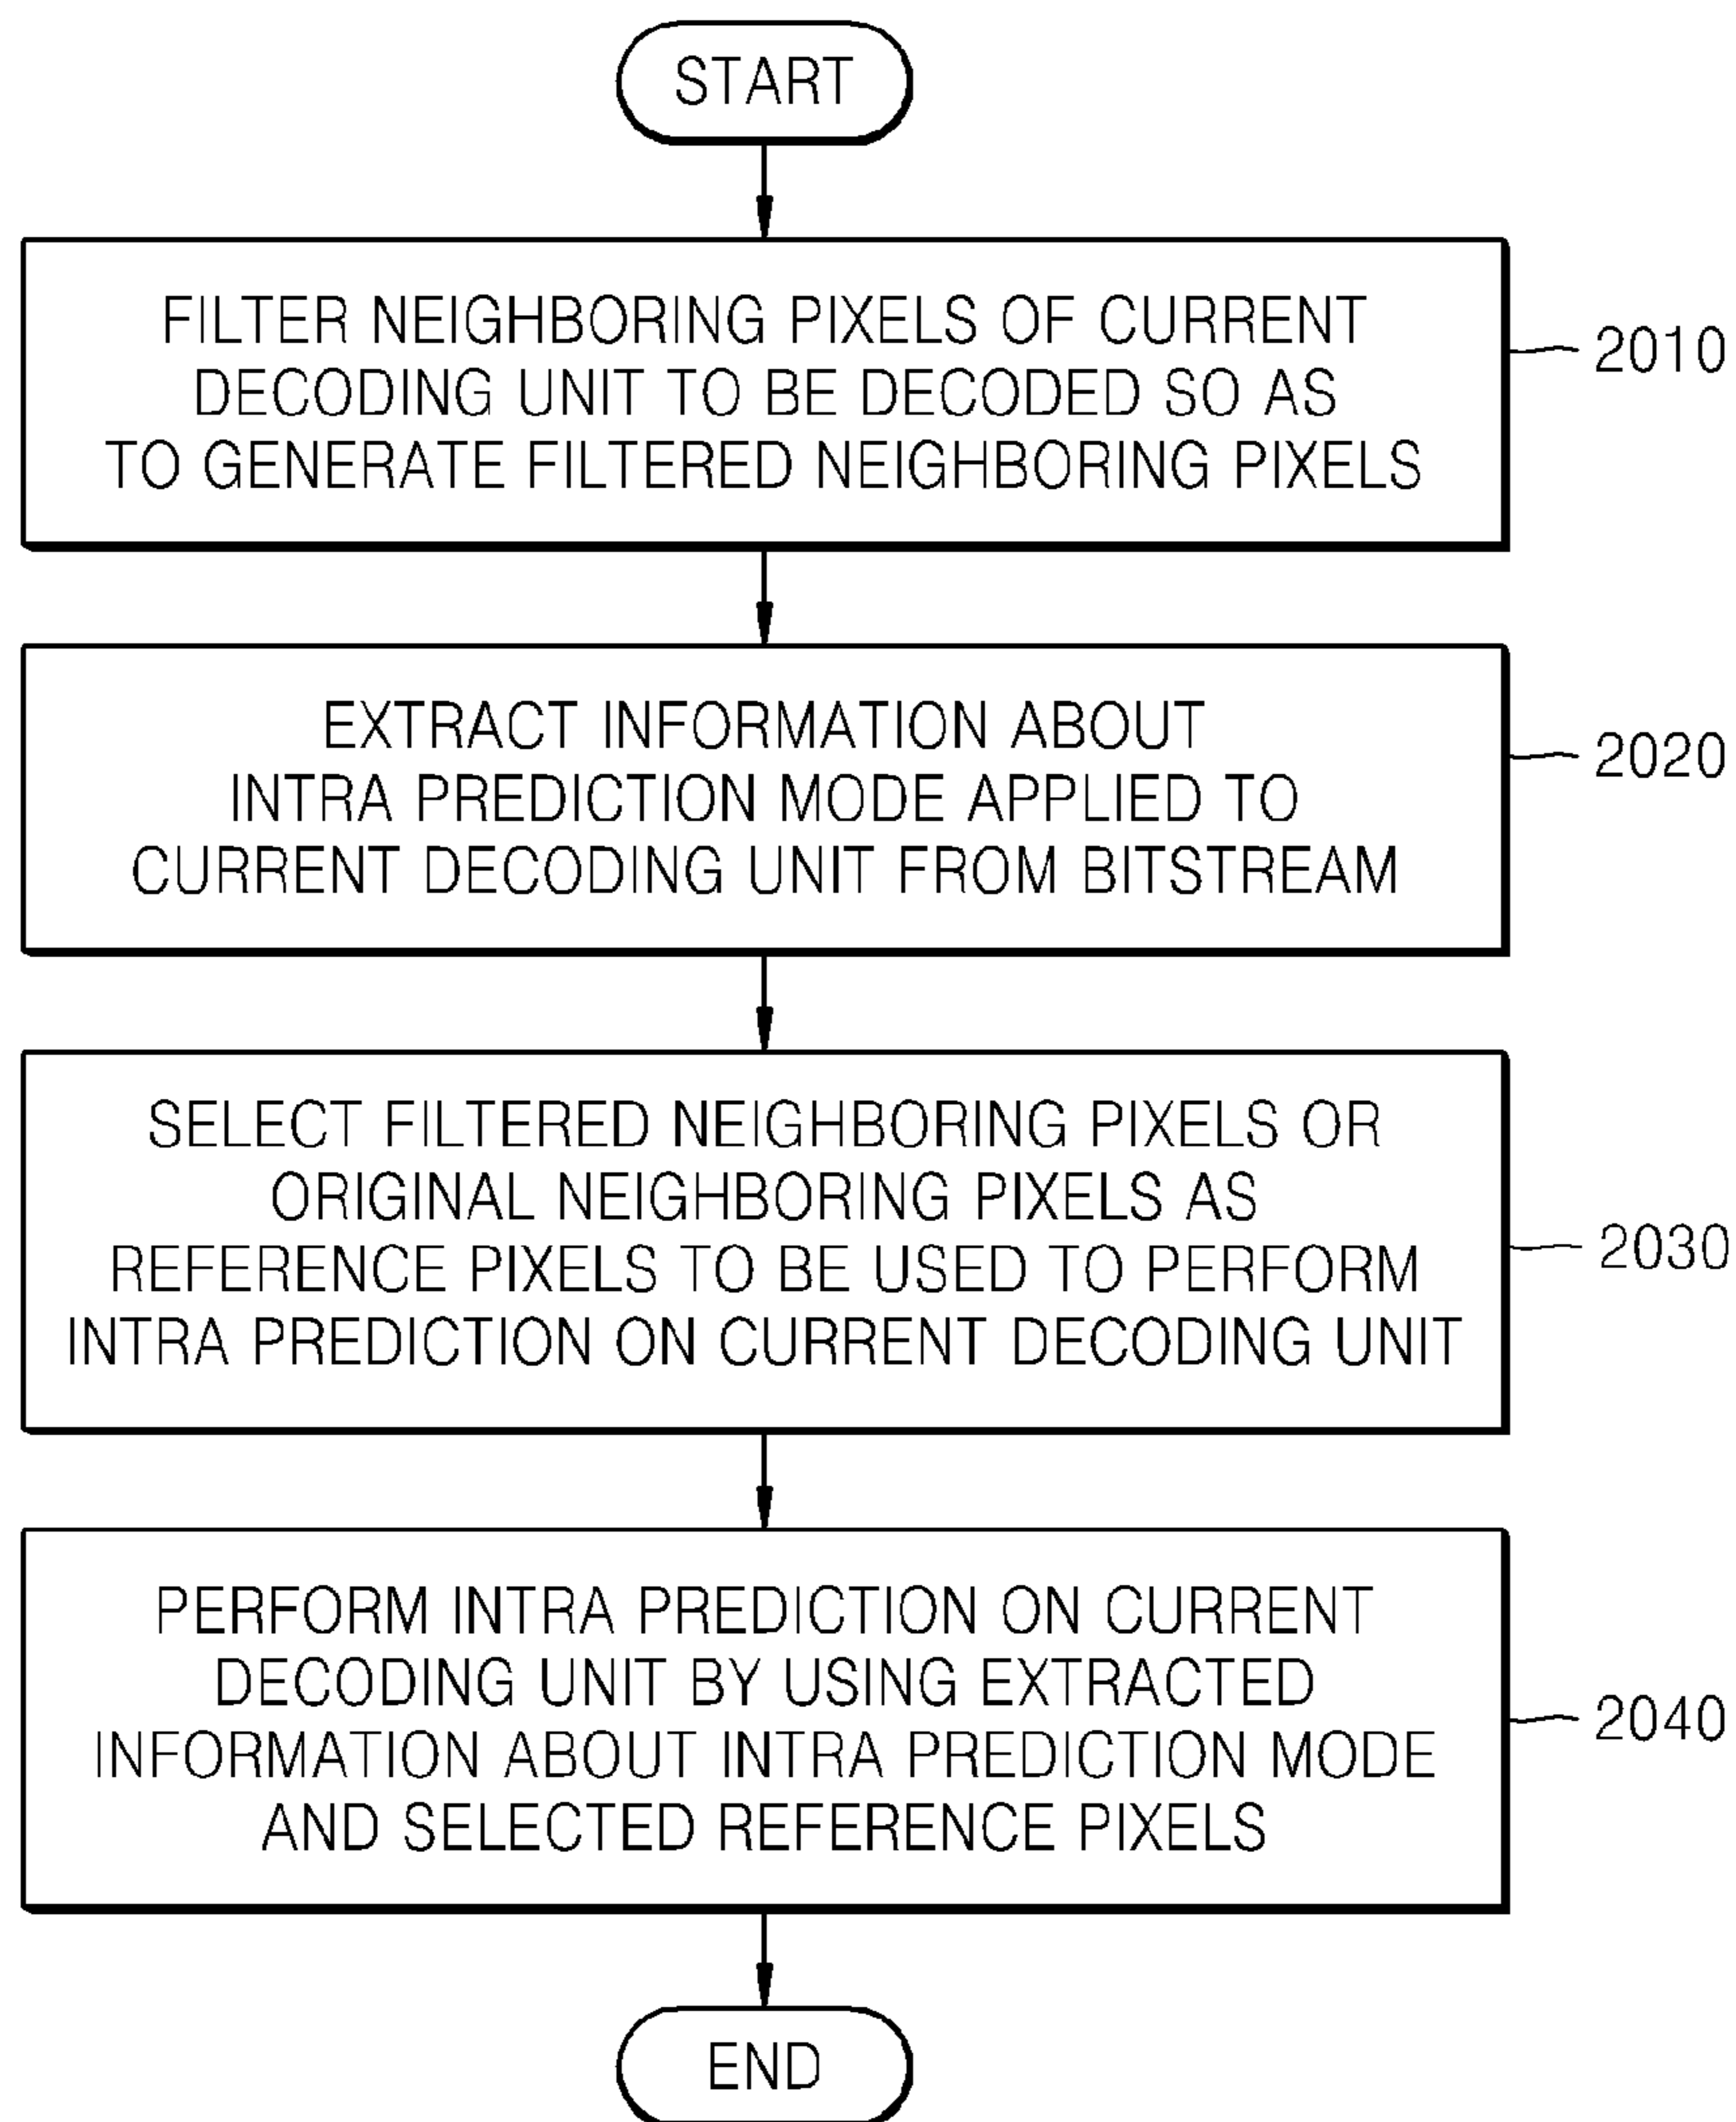 START
FILTER NEIGHBORING PIXELS OF CURRENT
DECODING UNIT TO BE DECODED SO AS
TO GENERATE FILTERED NEIGHBORING PIXELS
2010
EXTRACT INFORMATION ABOUT
INTRA PREDICTION MODE APPLIED TO
CURRENT DECODING UNIT FROM BITSTREAM
2020
SELECT FILTERED NEIGHBORING PIXELS OR
ORIGINAL NEIGHBORING PIXELS AS
REFERENCE PIXELS TO BE USED TO PERFORM
INTRA PREDICTION ON CURRENT DECODING UNIT
2030
PERFORM INTRA PREDICTION ON CURRENT
DECODING UNIT BY USING EXTRACTED
INFORMATION ABOUT INTRA PREDICTION MODE
AND SELECTED REFERENCE PIXELS
2040
END